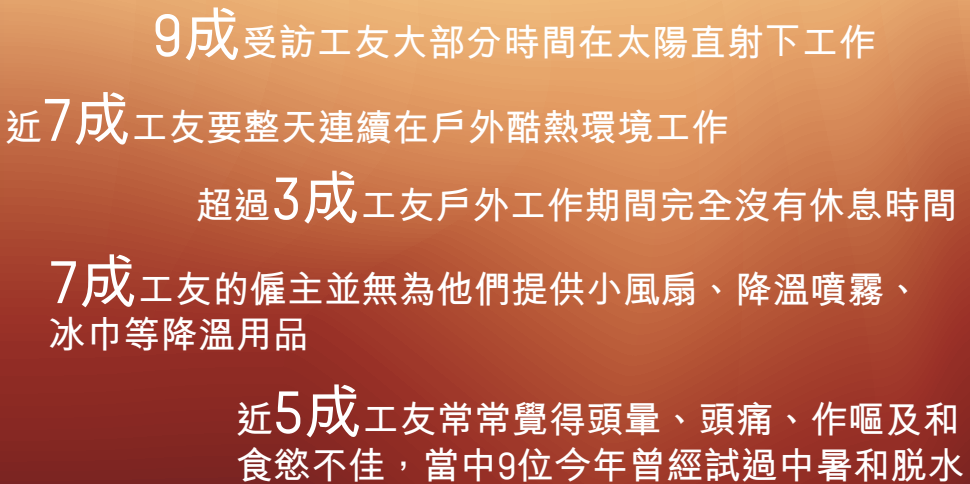 9成受訪工友大部分時間在太陽直射下工作
近7成工友要整天連續在戶外酷熱環境工作
超過3成工友戶外工作期間完全沒有休息時間
7成工友的僱主並無為他們提供小風扇、降溫噴霧、
冰巾等降溫用品
近5成工友常常覺得頭暈、頭痛、作嘔及和
食慾不佳，當中9位今年曾經試過中暑和脫水